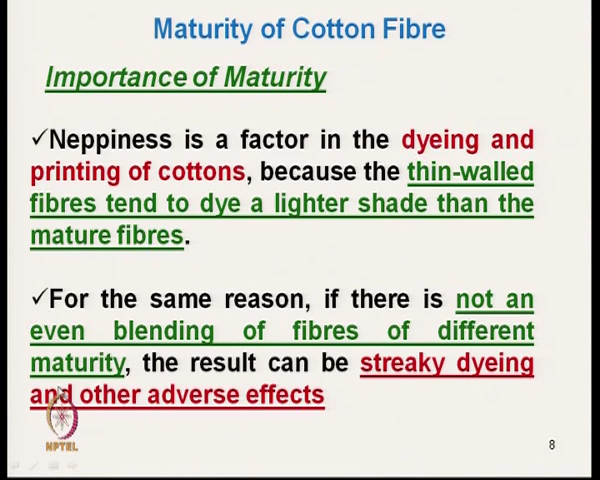 Maturity of Cotton Fibre
Importance of Maturity
✓Neppiness is a factor in the dyeing and
printing of cottons, because the thin-walled
fibres tend to dye a lighter shade than the
mature fibres.
✓For the same reason, if there is not an
even blending of fibres of different
maturity, the result can be streaky dyeing
and other adverse effects
NPTEL
8